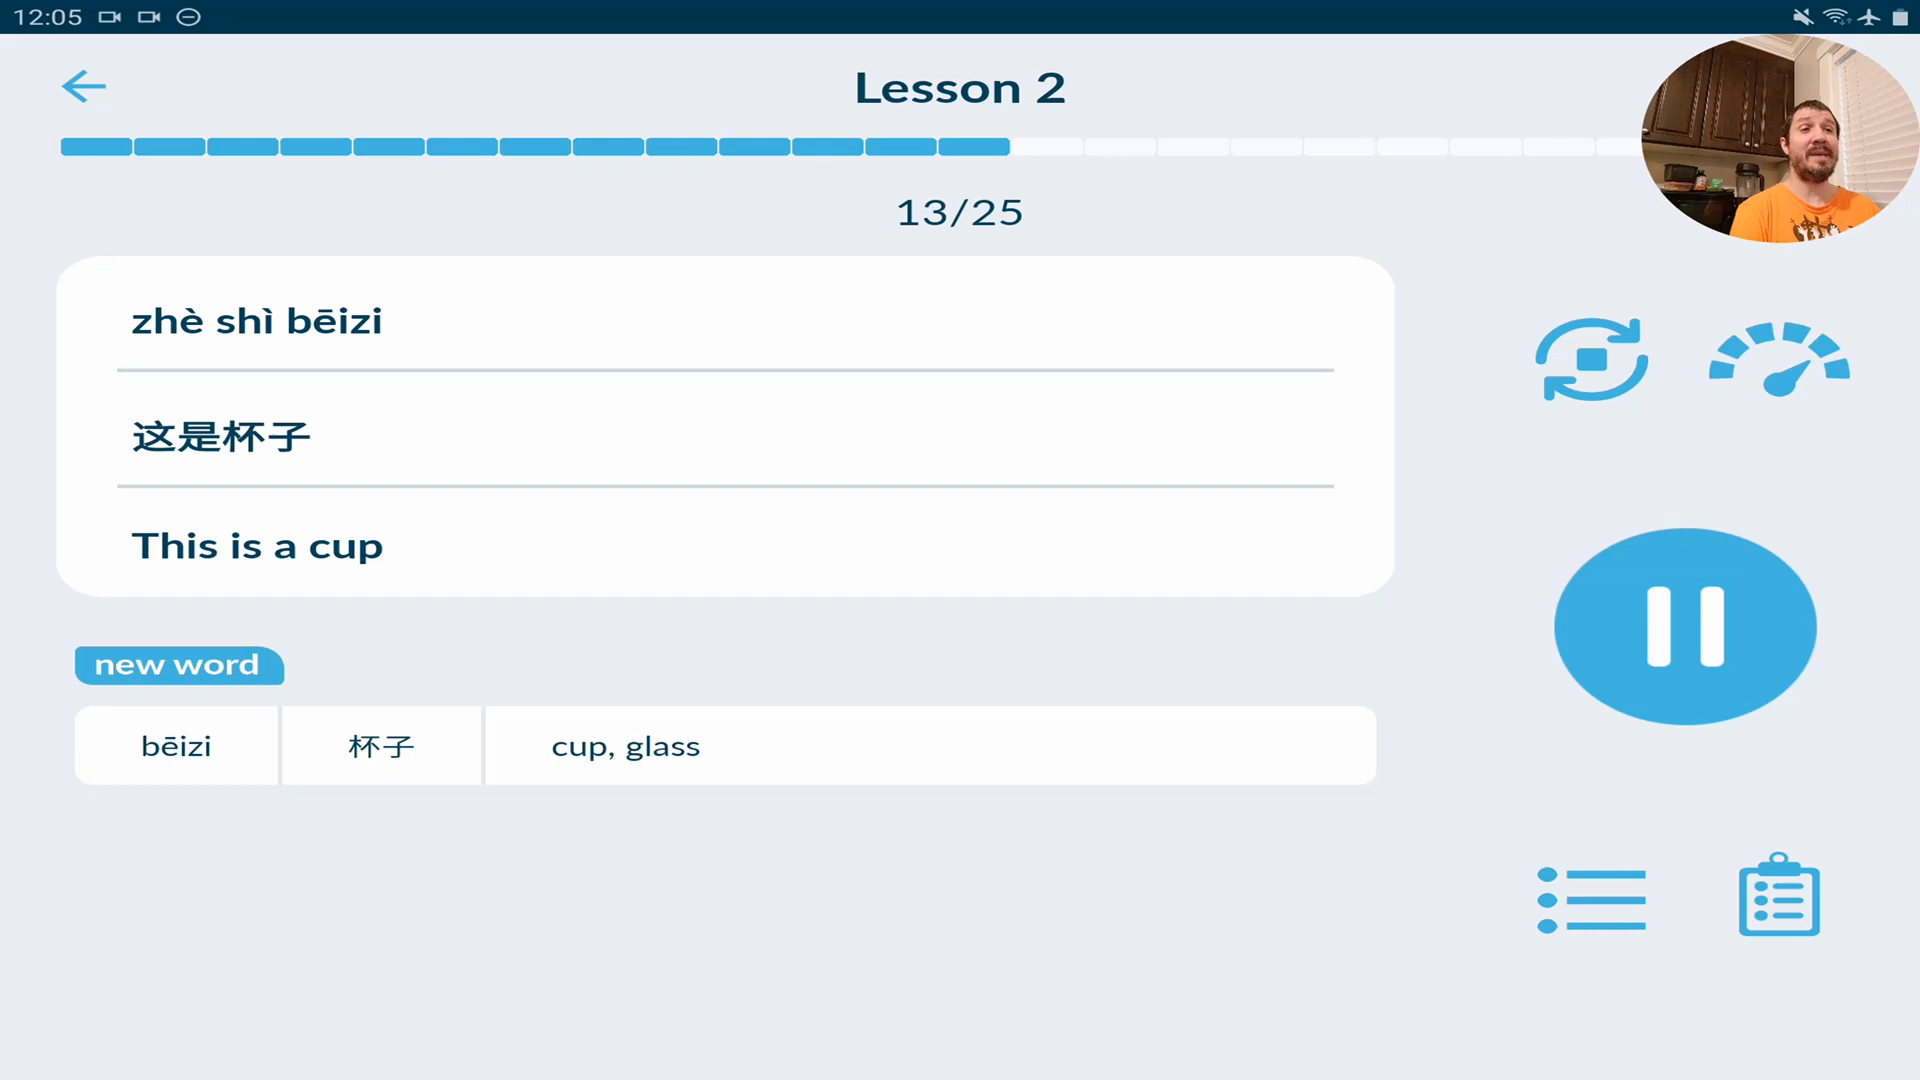 12:05
Lesson 2
13/25
zhè shì bēizi
这是杯子
This is a cup
new word
bēizi 杯子 cup, glass